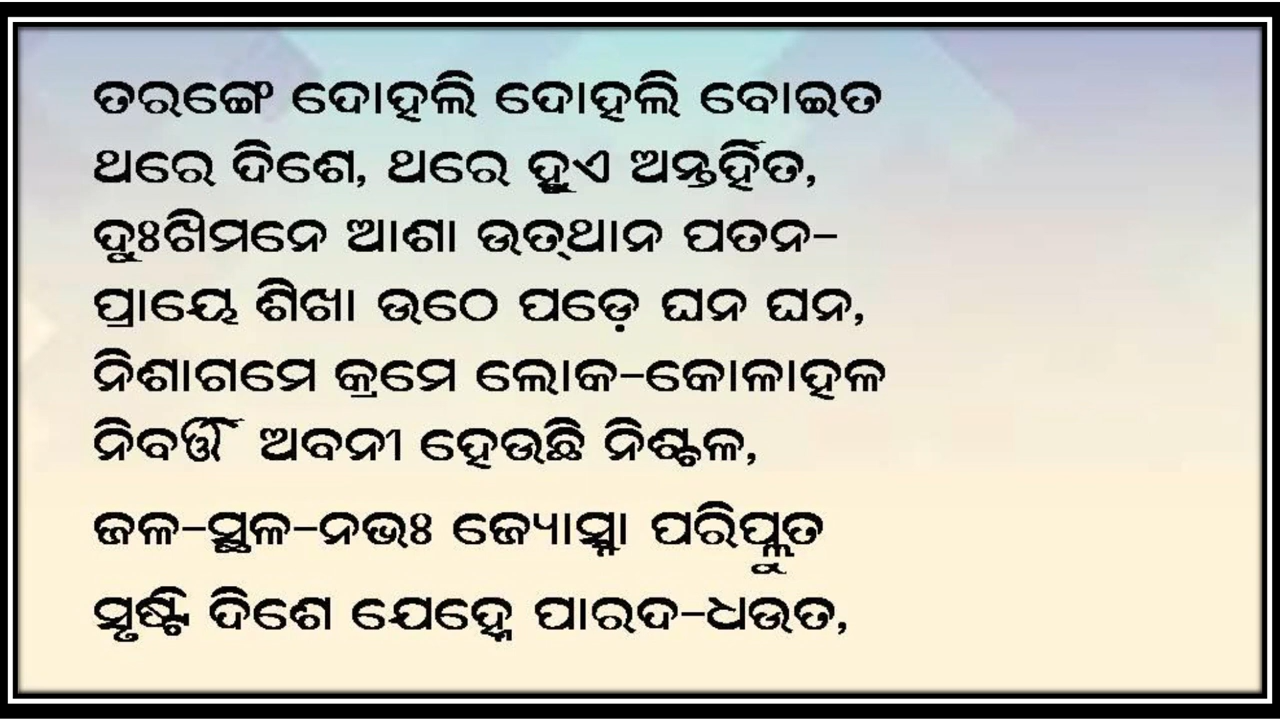 ତରଙ୍ଗେ ଦୋହଲି ଦୋହଲି ବୋଇତ
ଥରେ ଦିଶେ, ଥରେ ହୁଏ ଅନ୍ତର୍ହିତ,
ଦୁଃଖିମନେ ଆଶା ଉତ୍‌ଥାନ ପତନ-
ପ୍ରାୟେ ଶିଖା ଉଠେ ପଡ଼େ ଘନ ଘନ,
ନିଶାଗମେ କ୍ରମେ ଲୋକ-କୋଳାହଳ
ଅବନୀ ହେଉଛି ନିଶ୍ଚଳ,
ଜଳ-ସ୍ଥଳ-ନଭଃ ଜ୍ୟୋସ୍ନା ପରିପ୍ଲୁତ
ସୃଷ୍ଟି ଦିଶେ ଯେହ୍ନେ ପାରଦ-ଧଉତ,